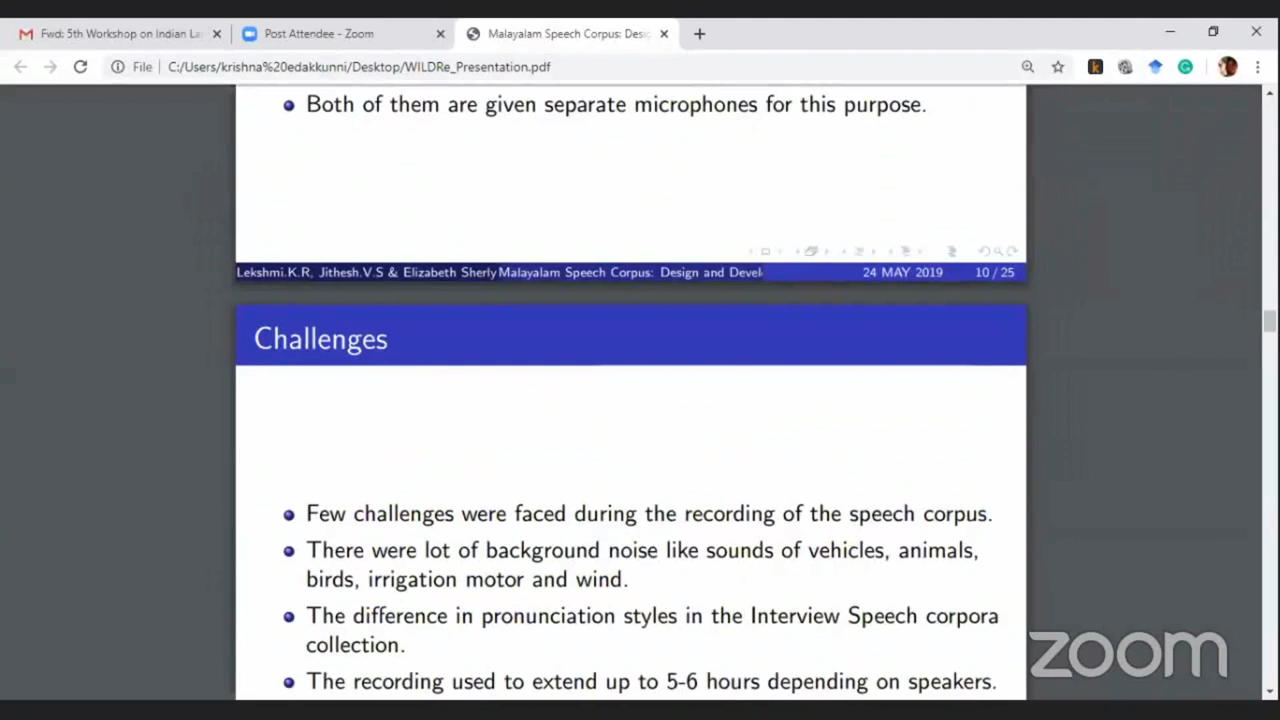 Fwd: 5th Workshop on Indian La
Post Attendee - Zoom
Malayalam Speech Corpus: Desi
File
C:/Users/krishna%20edakkunni/Desktop/WILDRe_Presentation.pdf
Both of them are given separate microphones for this purpose.
Lekshmi.K.R, Jithesh.V.S & Elizabeth Sherly Malayalam Speech Corpus: Design and Devel
24 MAY 2019
10 / 25
Challenges
Few challenges were faced during the recording of the speech corpus.
There were lot of background noise like sounds of vehicles, animals,
birds, irrigation motor and wind.
The difference in pronunciation styles in the Interview Speech corpora
collection.
The recording used to extend up to 5-6 hours depending on speakers.
zoom